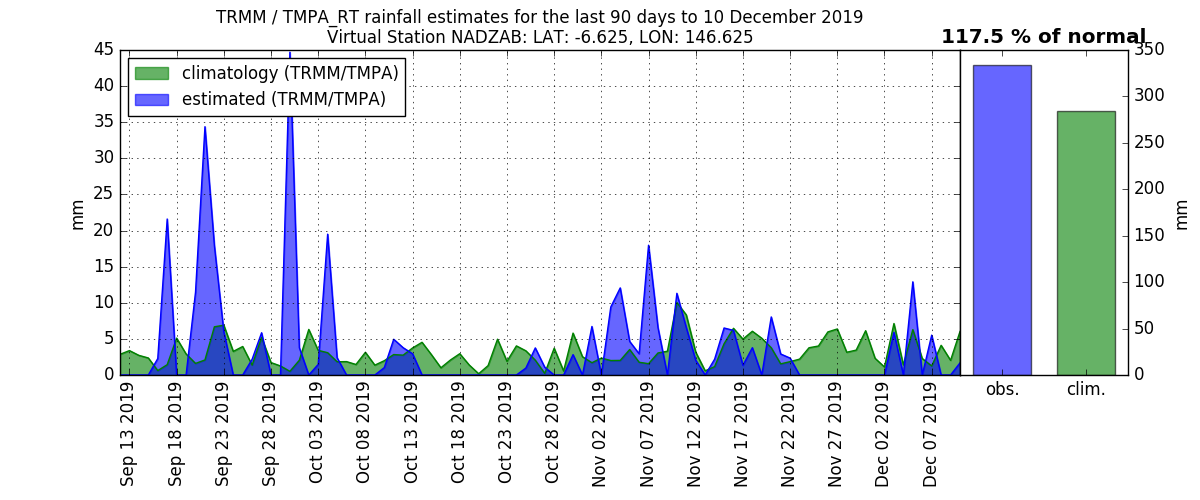 TRMM / TMPA_RT rainfall estimates for the last 90 days to 10 December 2019
Virtual Station NADZAB: LAT: -6.625, LON: 146.625
117.5 % of normal
climatology (TRMM/TMPA)
estimated (TRMM/TMPA)
45
40
35
30
25
20
15
10
5
0
mm
350
300
250
200
150
100
50
0
mm
Sep 13 2019
Sep 18 2019
Sep 23 2019
Sep 28 2019
Oct 03 2019
Oct 08 2019
Oct 13 2019
Oct 18 2019
Oct 23 2019
Oct 28 2019
Nov 02 2019
Nov 07 2019
Nov 12 2019
Nov 17 2019
Nov 22 2019
Nov 27 2019
Dec 02 2019
Dec 07 2019
obs.
clim.